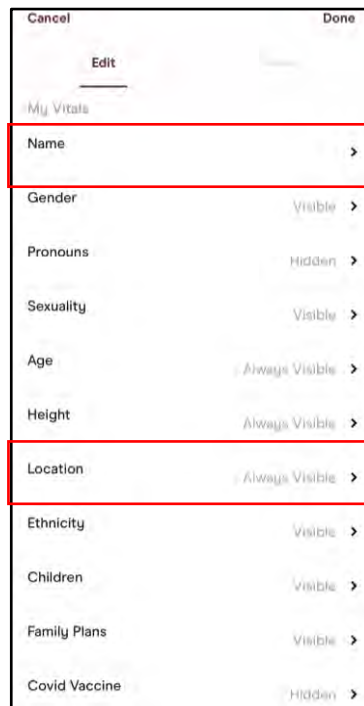 Cancel Done
Edit
My Vitals
Name
Gender Visible
Pronouns Hidden
Sexuality Visible
Age Always Visible
Height Always Visible
Location Always Visible
Ethnicity Visible
Children Visible
Family Plans Visible
Covid Vaccine Hidden